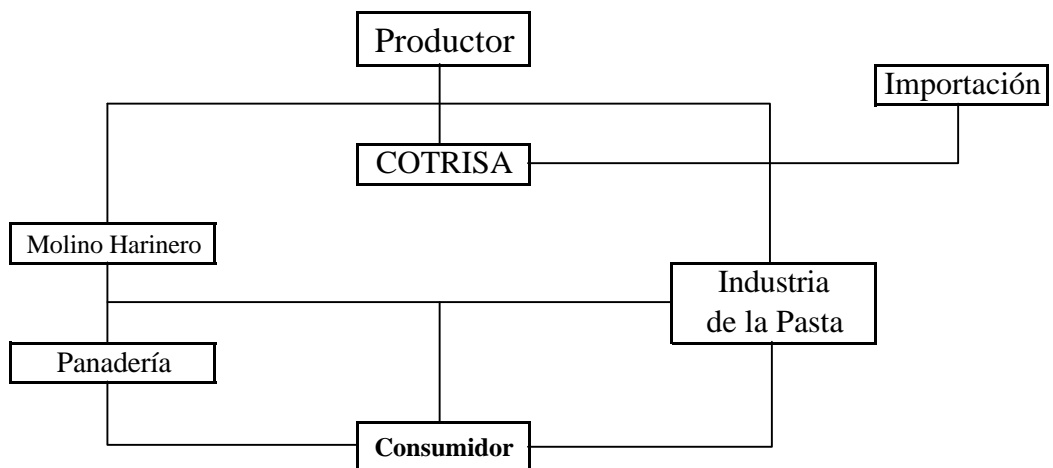 Productor
Importación
COTRISA
Molino Harinero
Industria
de la Pasta
Panadería
Consumidor